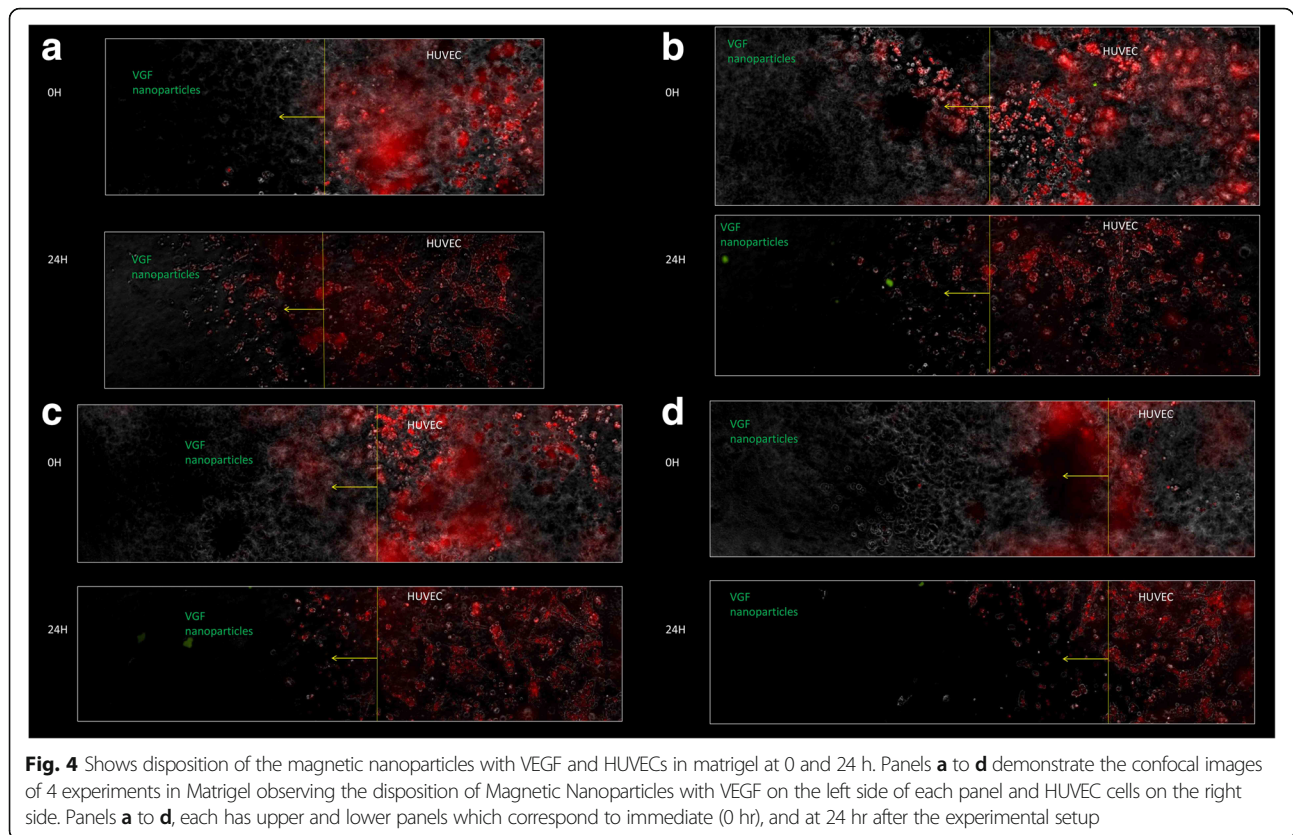 a
HUVEC
VGF
nanoparticles
0H
24H
HUVEC
VGF
nanoparticles
b
HUVEC
VGF
nanoparticles
0H
24H
HUVEC
VGF
nanoparticles
c
HUVEC
VGF
nanoparticles
0H
24H
HUVEC
VGF
nanoparticles
d
HUVEC
VGF
nanoparticles
0H
24H
HUVEC
VGF
nanoparticles
Fig. 4 Shows disposition of the magnetic nanoparticles with VEGF and HUVECs in matrigel at 0 and 24 h. Panels a to d demonstrate the confocal images
of 4 experiments in Matrigel observing the disposition of Magnetic Nanoparticles with VEGF on the left side of each panel and HUVEC cells on the right
side. Panels a to d, each has upper and lower panels which correspond to immediate (0 hr), and at 24 hr after the experimental setup